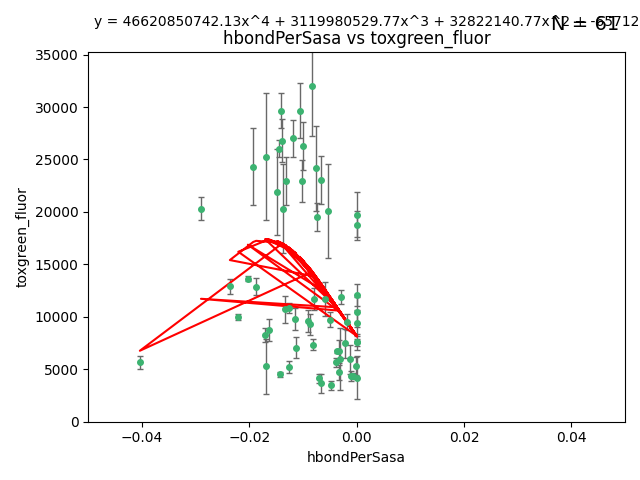 y = 46620850742.13x^4 + 3119980529.77x^3 + 32822140.77x^2 +
N = 61
hbondPerSasa vs toxgreen_fluor
35000
30000
25000
20000
15000
10000
5000
0
toxgreen_fluor
−0.04 −0.02 0.00 0.02 0.04
hbondPerSasa